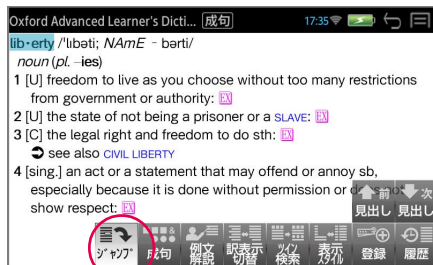 Oxford Advanced Learner's Dicti... 成句 17:35
lib·erty /ˈlɪbəti; NAmE -bərti/
noun (pl. –ies)
1 [U] freedom to live as you choose without too many restrictions
from government or authority: EX
2 [U] the state of not being a prisoner or a SLAVE: EX
3 [C] the legal right and freedom to do sth: EX
see also CIVIL LIBERTY
4 [sing.] an act or a statement that may offend or annoy sb,
especially because it is done without permission or does not
show respect: EX
前見出し 次見出し
ジャンプ 成句 例文解説 訳表示切替 ツイン検索 表示スタイル 登録 履歴